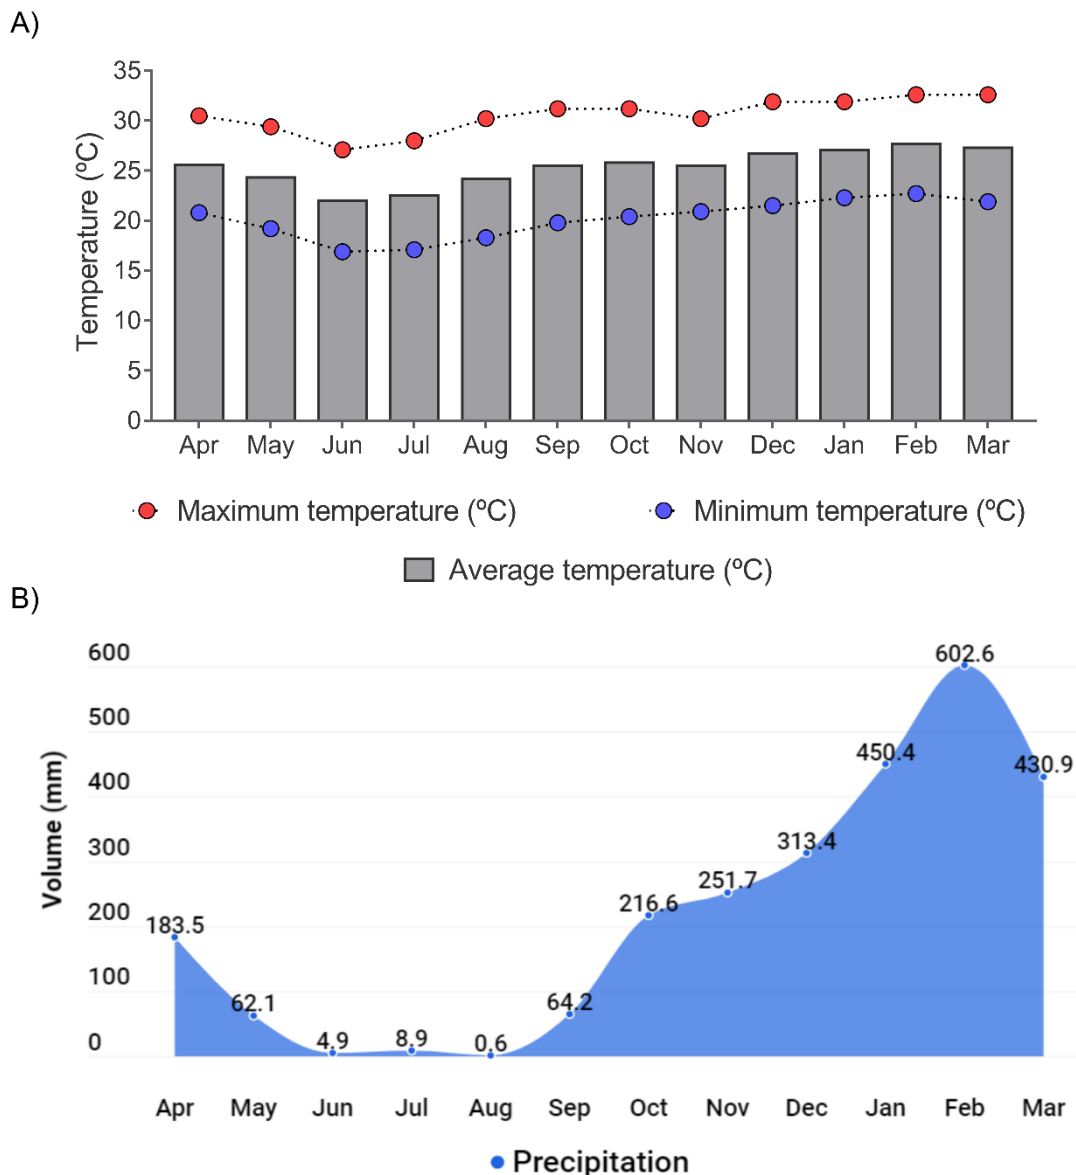 A)
Temperature (ºC)
35
30
25
20
15
10
5
0
Apr May Jun Jul Aug Sep Oct Nov Dec Jan Feb Mar
Maximum temperature (ºC) Minimum temperature (ºC)
Average temperature (ºC)
B)
Volume (mm)
600
500
400
300
200
100
0
183.5 62.1 4.9 8.9 0.6 64.2 216.6 251.7 313.4 450.4 602.6 430.9
Apr May Jun Jul Aug Sep Oct Nov Dec Jan Feb Mar
Precipitation